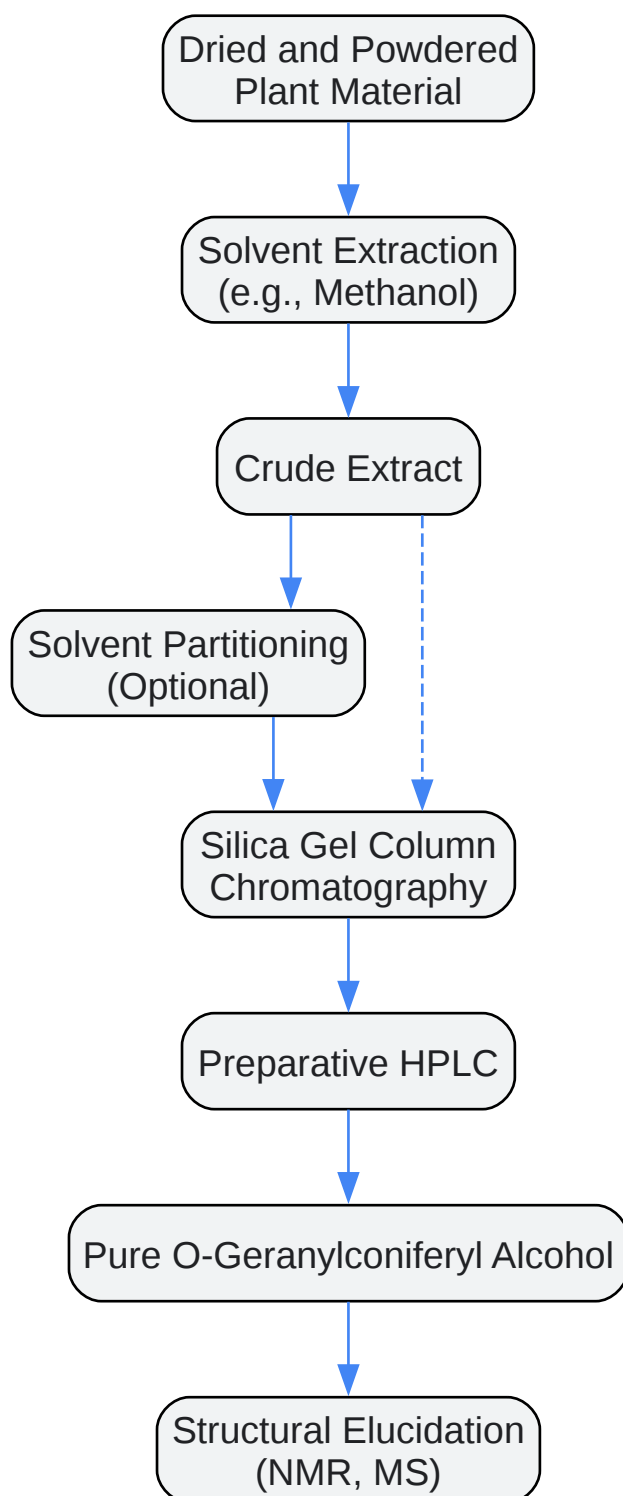 Dried and Powdered
Plant Material
Solvent Extraction
(e.g., Methanol)
Crude Extract
Solvent Partitioning
(Optional)
Silica Gel Column
Chromatography
Preparative HPLC
Pure O-Geranylconiferyl Alcohol
Structural Elucidation
(NMR, MS)